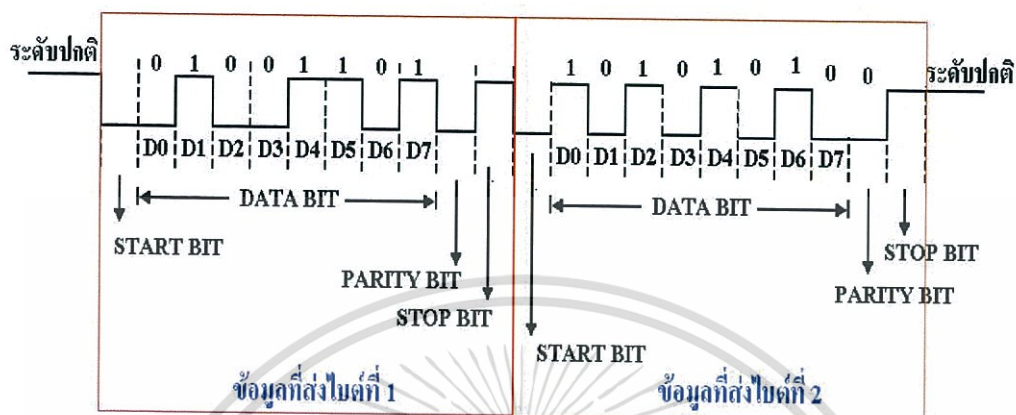 ระดับปกติ 0 1 0 0 1 1 0 1 1 0 1 0 1 0 1 0 0 ระดับปกติ
D0 D1 D2 D3 D4 D5 D6 D7 D0 D1 D2 D3 D4 D5 D6 D7
DATA BIT DATA BIT
START BIT STOP BIT
PARITY BIT PARITY BIT
STOP BIT
START BIT
ข้อมูลที่ส่งไบต์ที่ 1 ข้อมูลที่ส่งไบต์ที่ 2